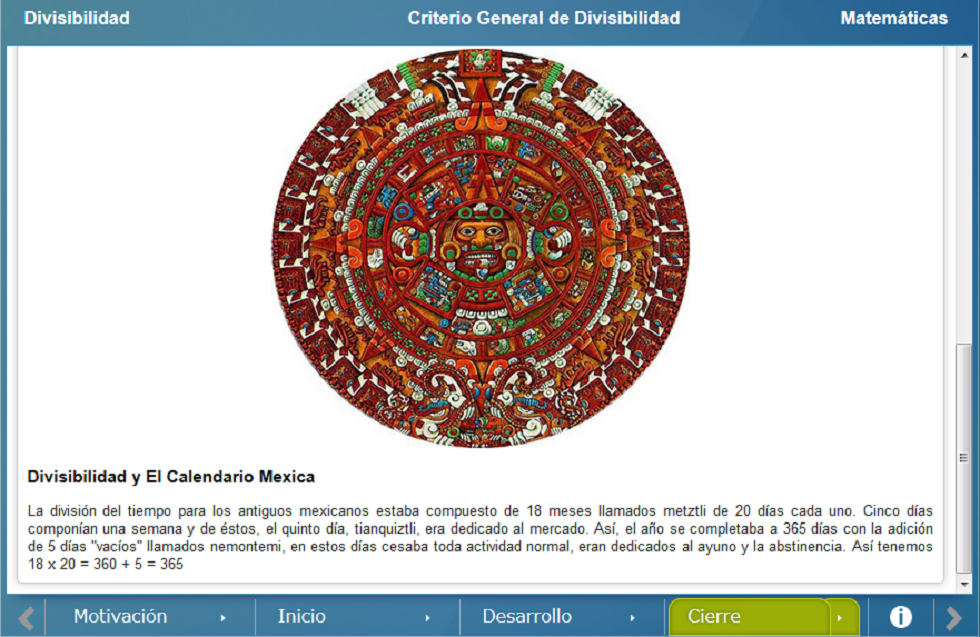 Divisibilidad
Criterio General de Divisibilidad
Matemáticas
Divisibilidad y El Calendario Mexica
La división del tiempo para los antiguos mexicanos estaba compuesto de 18 meses llamados metztli de 20 días cada uno. Cinco días
componían una semana y de éstos, el quinto día, tianquiztli, era dedicado al mercado. Así, el año se completaba a 365 días con la adición
de 5 días "vacíos" llamados nemontemi, en estos días cesaba toda actividad normal, eran dedicados al ayuno y la abstinencia. Así tenemos
18 x 20 = 360 + 5 = 365
Motivación
Inicio
Desarrollo
Cierre